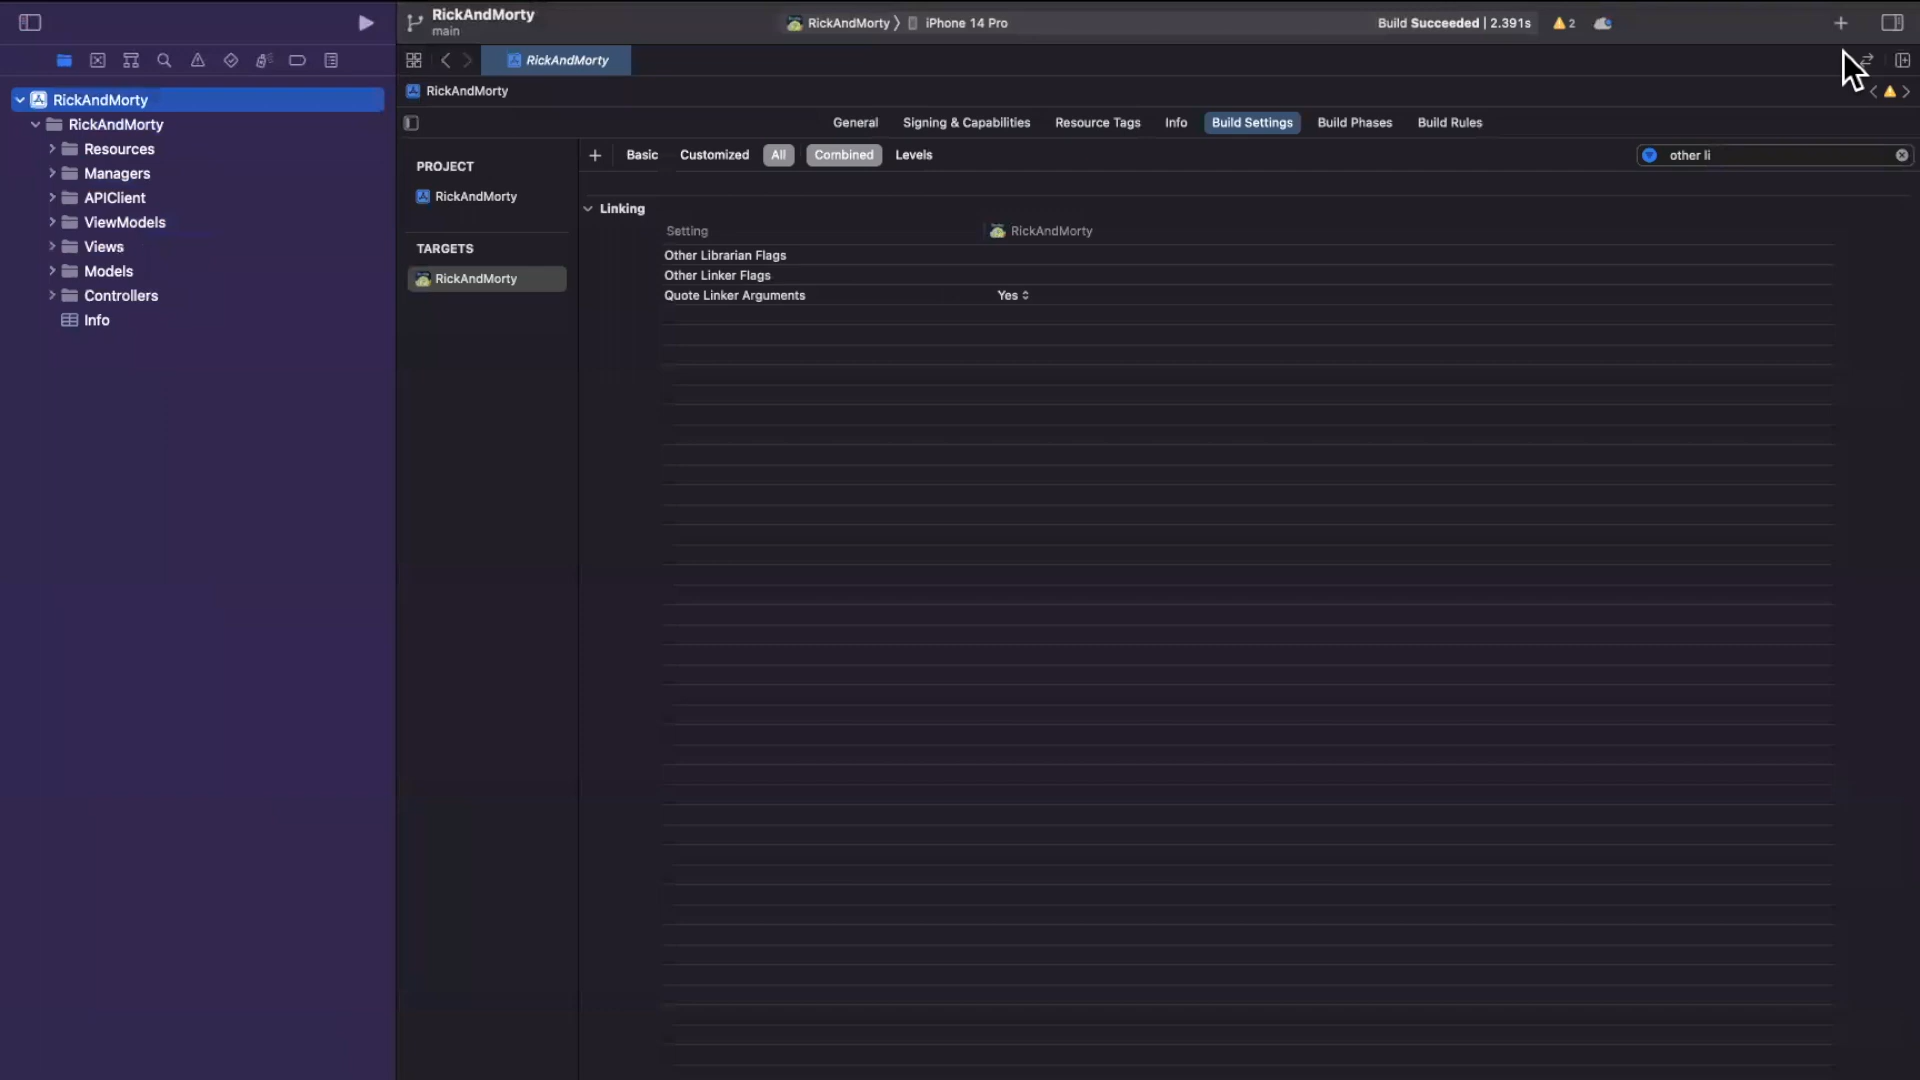 RickAndMorty
main
RickAndMorty
iPhone 14 Pro
Build Succeeded | 2.391s
2
RickAndMorty
RickAndMorty
RickAndMorty
RickAndMorty
Resources
Managers
APIClient
ViewModels
Views
Models
Controllers
Info
General
Signing & Capabilities
Resource Tags
Info
Build Settings
Build Phases
Build Rules
PROJECT
RickAndMorty
TARGETS
RickAndMorty
Basic
Customized
All
Combined
Levels
other li
Linking
Setting
RickAndMorty
Other Librarian Flags
Other Linker Flags
Quote Linker Arguments
Yes